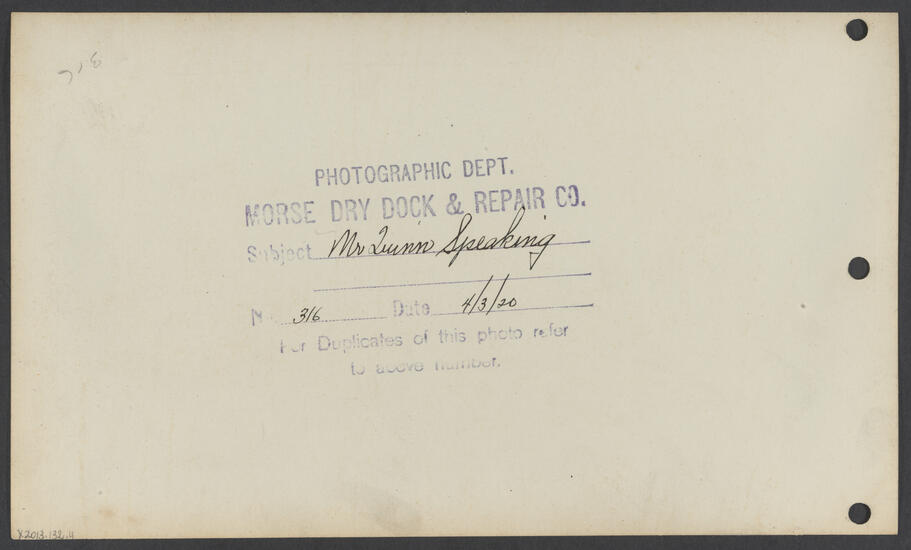 316
PHOTOGRAPHIC DEPT.
MORSE DRY DOCK & REPAIR CO.
Subject Mr Quinn Speaking
No 316 Date 4/3/20
For Duplicates of this photo refer
to above number.
X2013.132.4